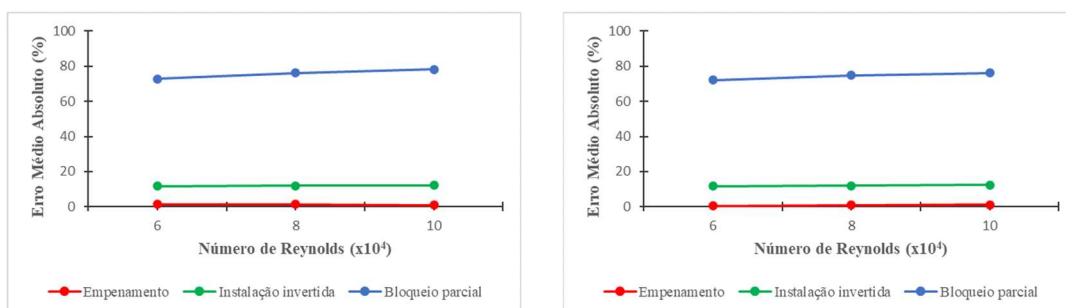 Erro Médio Absoluto (%)
100
80
60
40
20
0
6
8
10
Número de Reynolds (x10⁴)
Empenamento
Instalação invertida
Bloqueio parcial
Erro Médio Absoluto (%)
100
80
60
40
20
0
6
8
10
Número de Reynolds (x10⁴)
Empenamento
Instalação invertida
Bloqueio parcial